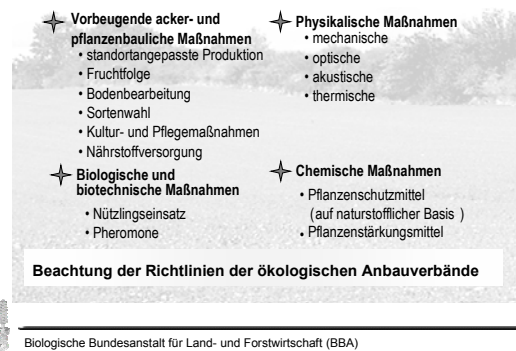 Vorbeugende acker- und
pflanzenbauliche Maßnahmen
• standortangepasste Produktion
• Fruchtfolge
• Bodenbearbeitung
• Sortenwahl
• Kultur- und Pflegemaßnahmen
• Nährstoffversorgung
Physikalische Maßnahmen
• mechanische
• optische
• akustische
• thermische
Biologische und
biotechnische Maßnahmen
• Nützlingseinsatz
• Pheromone
Chemische Maßnahmen
• Pflanzenschutzmittel
(auf naturstofflicher Basis )
• Pflanzenstärkungsmittel
Beachtung der Richtlinien der ökologischen Anbauverbände
Biologische Bundesanstalt für Land- und Forstwirtschaft (BBA)